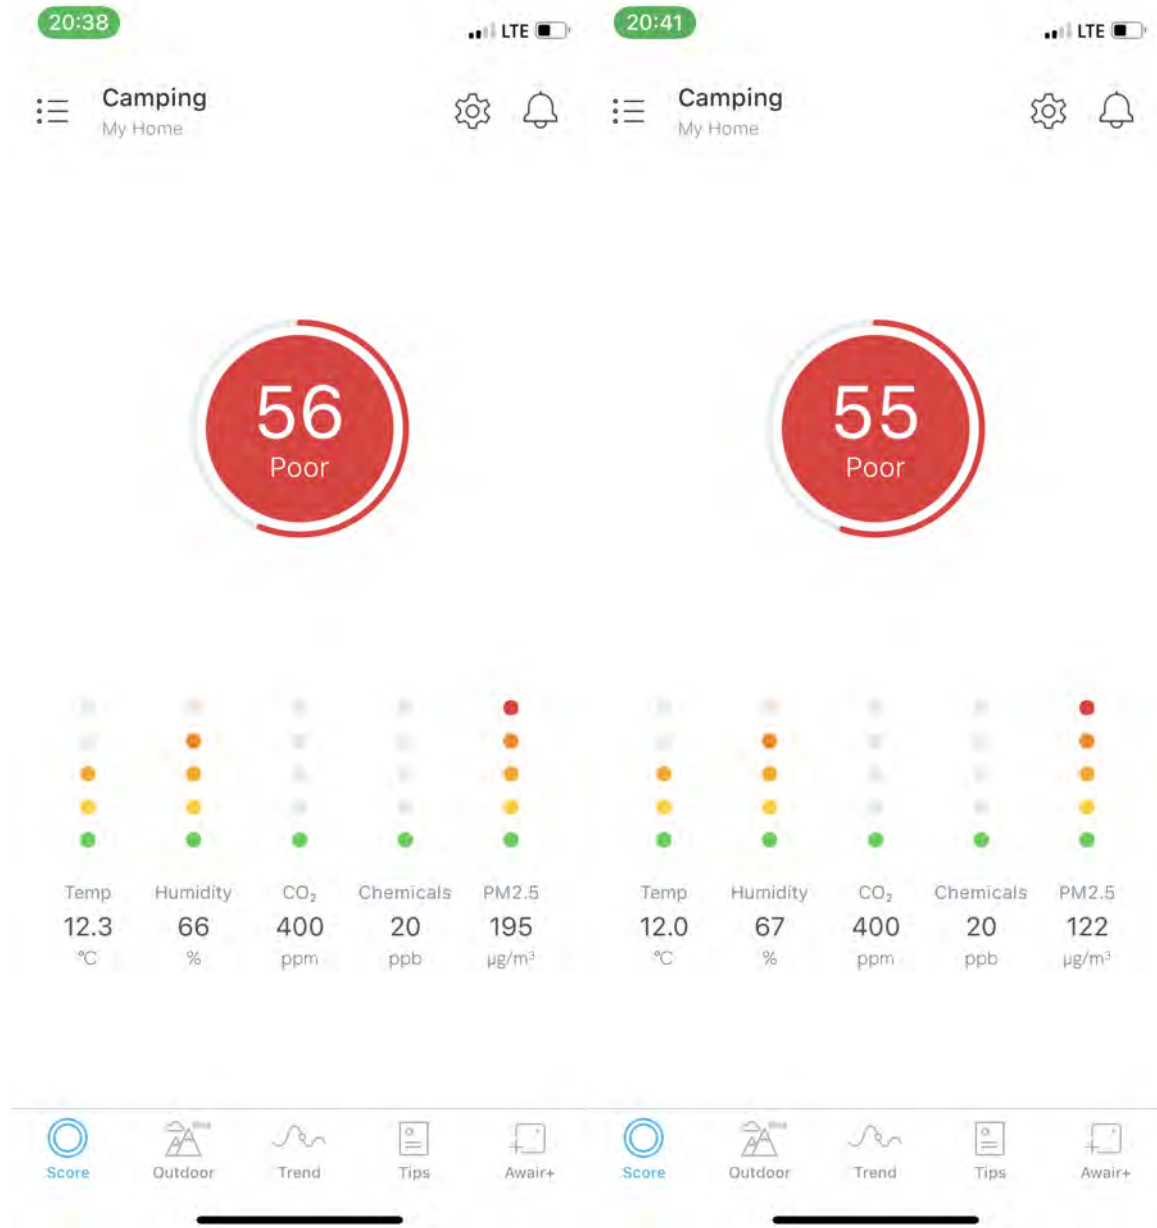 20:38
LTE
Camping
My Home
56
Poor
Temp Humidity CO₂ Chemicals PM2.5
12.3 66 400 20 195
°C % ppm ppb µg/m³
Score Outdoor Trend Tips Awair+
20:41
LTE
Camping
My Home
55
Poor
Temp Humidity CO₂ Chemicals PM2.5
12.0 67 400 20 122
°C % ppm ppb µg/m³
Score Outdoor Trend Tips Awair+